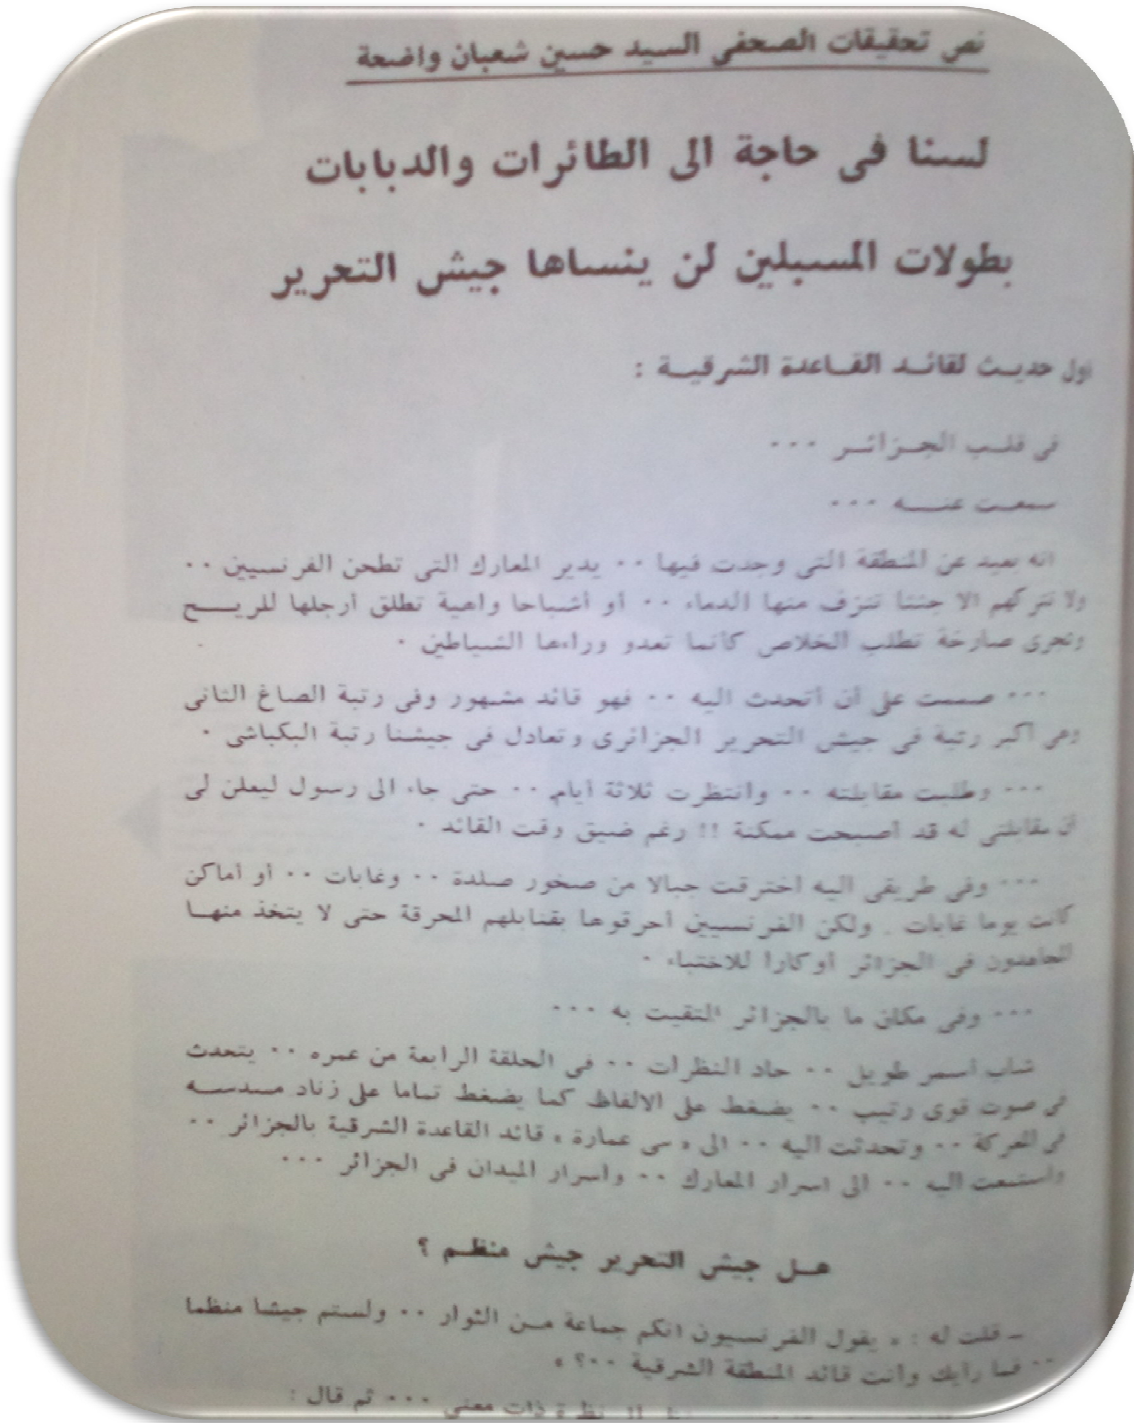 نص تحقيقات الصحفى السيد حسين شعبان واضحة
لسنا فى حاجة الى الطائرات والدبابات
بطولات المسبلين لن ينساها جيش التحرير
اول حديث لقائد القاعدة الشرقية :
فى قلب الجزائر ...
سمعت عنه ...
انه بعيد عن المنطقة التى وجدت فيها .. يدير المعارك التى تطحن الفرنسيين ..
ولا تتركهم الا جثثا تنزف منها الدماء .. أو أشباحا واهية تطلق أرجلها للريح
وتجرى صارخة تطلب الخلاص كأنما تعدو وراءها الشياطين .
... صممت على أن أتحدث اليه .. فهو قائد مشهور وفى رتبة الصاغ الثانى
وهى أكبر رتبة فى جيش التحرير الجزائرى وتعادل فى جيشنا رتبة البكباشى .
... وطلبت مقابلته .. وانتظرت ثلاثة أيام .. حتى جاء الى رسول ليعلن لى
أن مقابلتى له قد أصبحت ممكنة !! رغم ضيق وقت القائد .
... وفى طريقى اليه اخترقت جبالا من صخور صلدة .. وغابات .. أو أماكن
كانت يوما غابات . ولكن الفرنسيين أحرقوها بقنابلهم المحرقة حتى لا يتخذ منها
المجاهدون فى الجزائر أوكارا للاختباء .
... وفى مكان ما بالجزائر التقيت به ...
شاب أسمر طويل .. حاد النظرات .. فى الحلقة الرابعة من عمره .. يتحدث
فى صوت قوى رتيب .. يضغط على الالفاظ كما يضغط تماما على زناد مسدسه
فى المعركة .. وتحدثت اليه .. الى « سى عمارة » قائد القاعدة الشرقية بالجزائر ..
واستمعت اليه .. الى اسرار المعارك .. واسرار الميدان فى الجزائر ...
هل جيش التحرير جيش منظم ؟
ـ قلت له : « يقول الفرنسيون انكم جماعة من الثوار .. ولستم جيشا منظما
.. فما رأيك وأنت قائد المنطقة الشرقية ..؟ »
نظرة ذات معنى ... ثم قال :